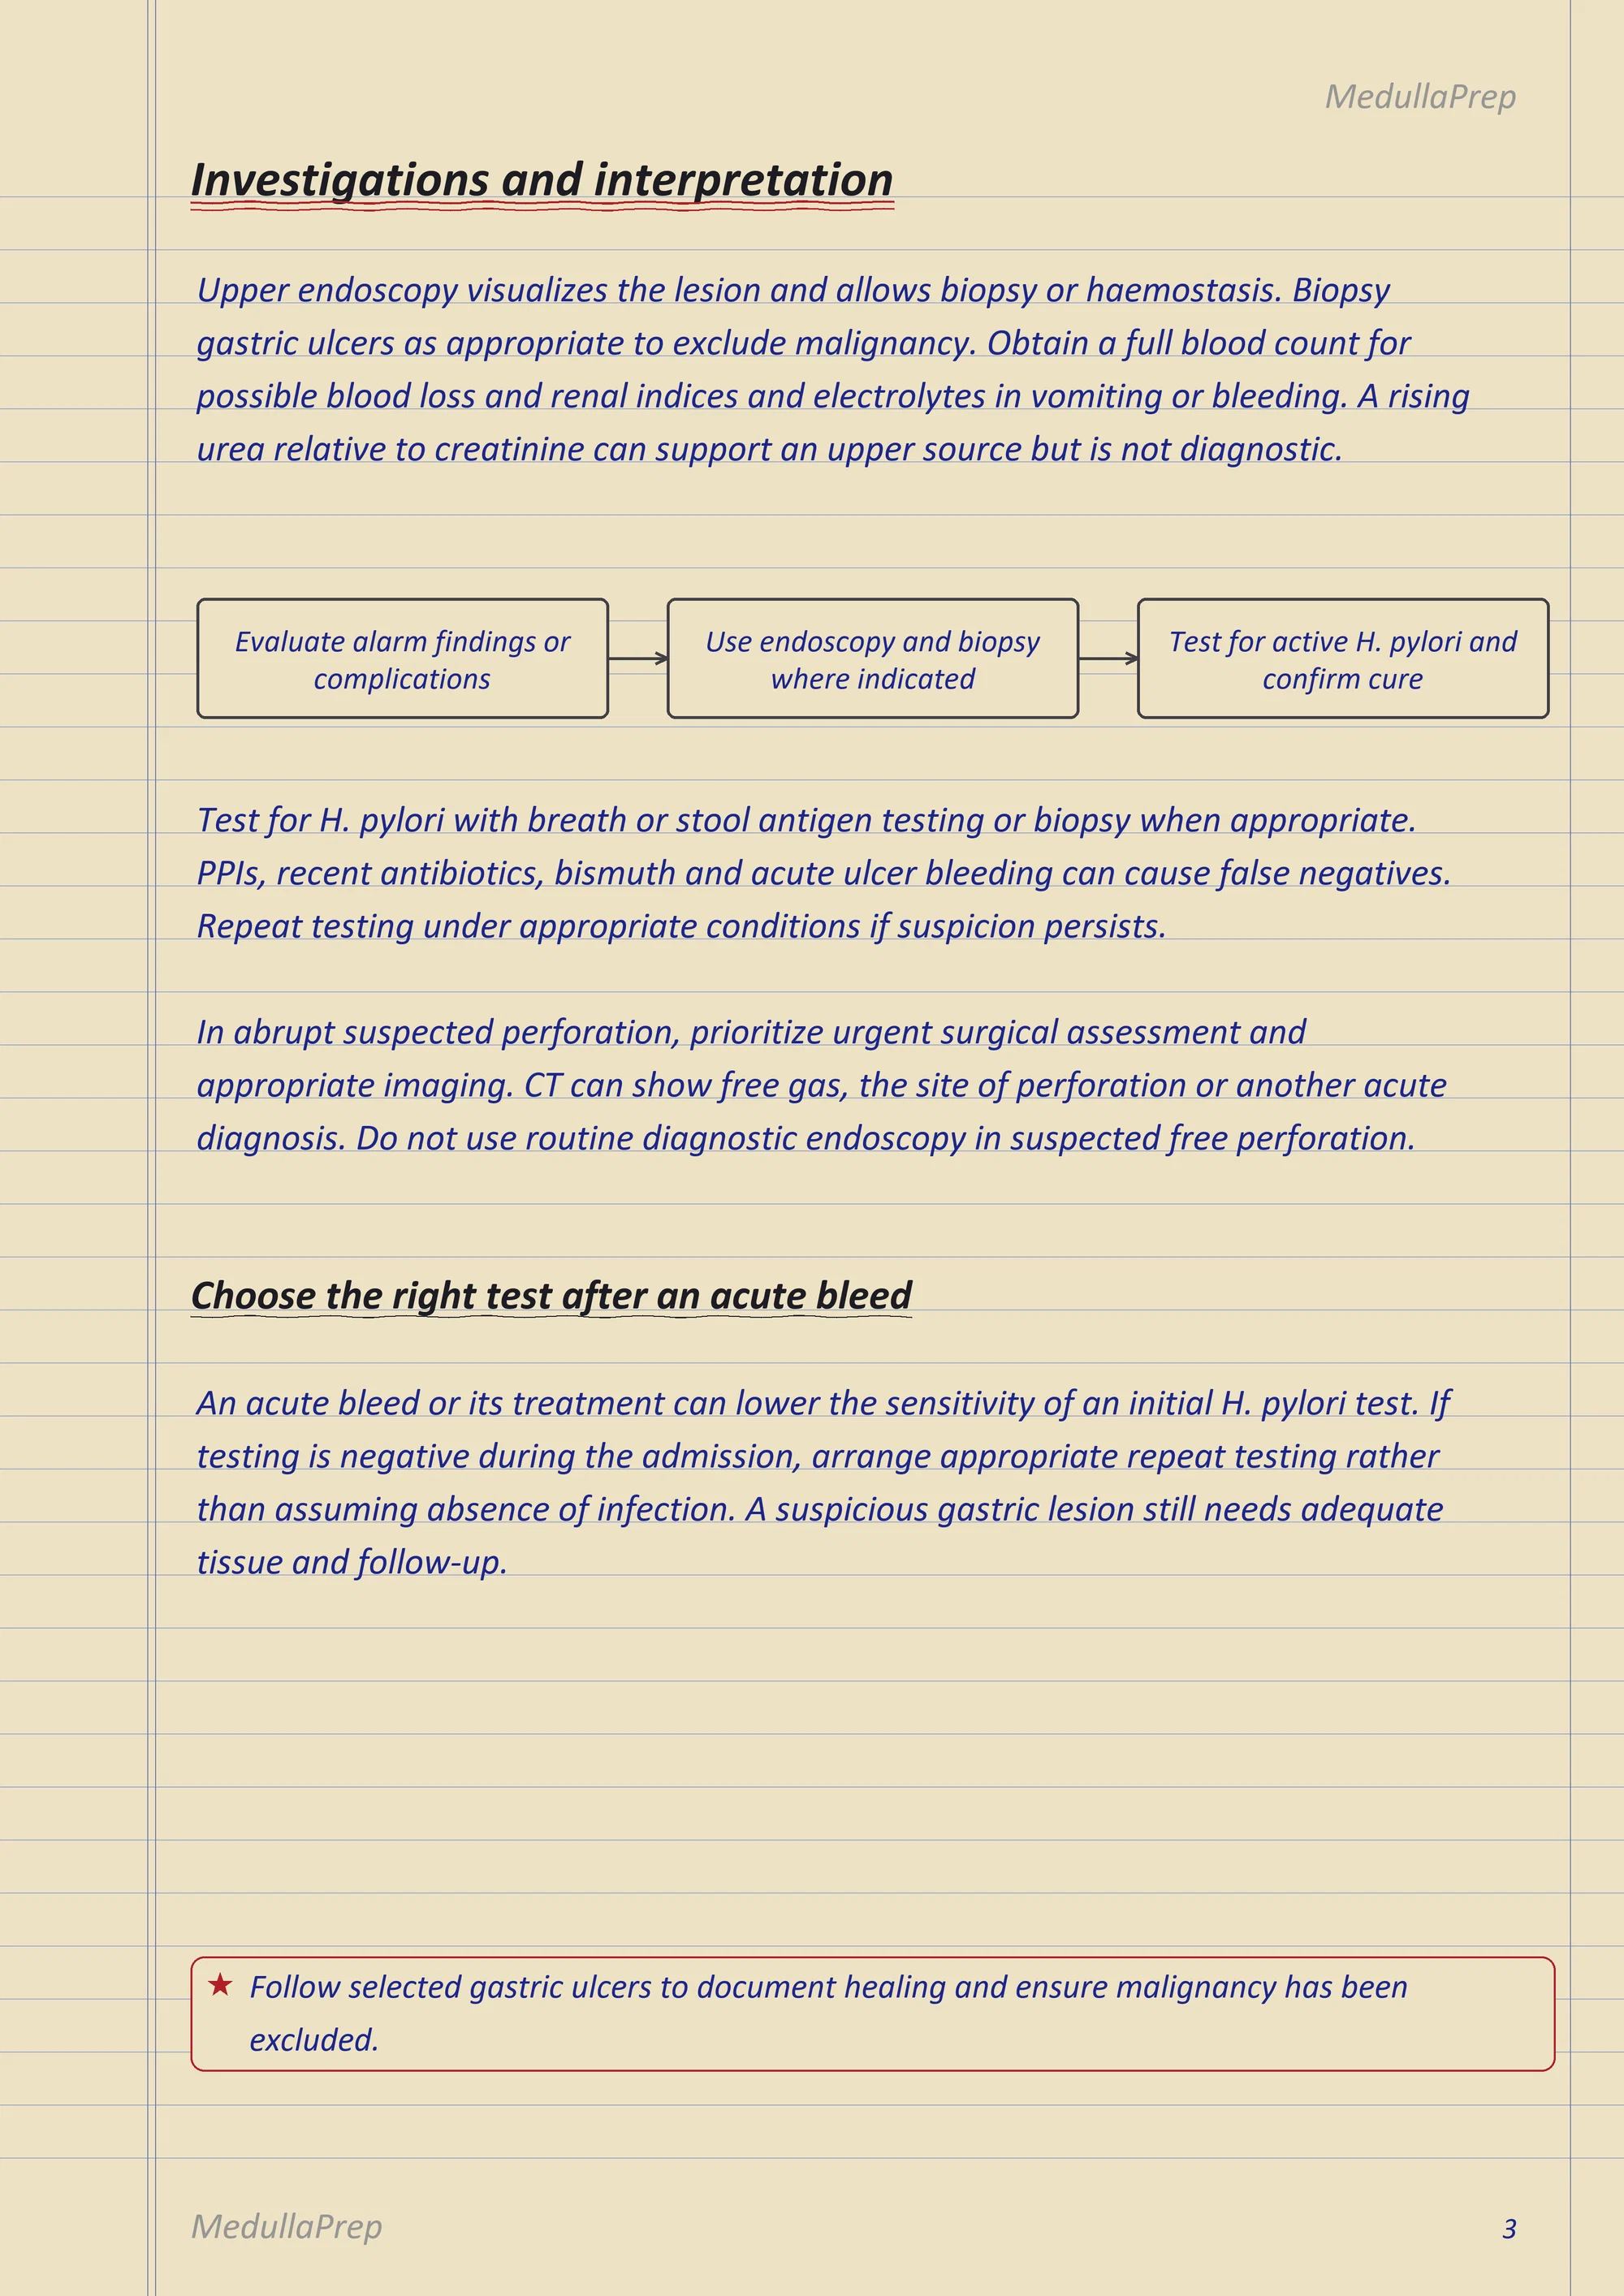 MedullaPrep
Investigations and interpretation
Upper endoscopy visualizes the lesion and allows biopsy or haemostasis. Biopsy
gastric ulcers as appropriate to exclude malignancy. Obtain a full blood count for
possible blood loss and renal indices and electrolytes in vomiting or bleeding. A rising
urea relative to creatinine can support an upper source but is not diagnostic.
Evaluate alarm findings or
complications
Use endoscopy and biopsy
where indicated
Test for active H. pylori and
confirm cure
Test for H. pylori with breath or stool antigen testing or biopsy when appropriate.
PPIs, recent antibiotics, bismuth and acute ulcer bleeding can cause false negatives.
Repeat testing under appropriate conditions if suspicion persists.
In abrupt suspected perforation, prioritize urgent surgical assessment and
appropriate imaging. CT can show free gas, the site of perforation or another acute
diagnosis. Do not use routine diagnostic endoscopy in suspected free perforation.
Choose the right test after an acute bleed
An acute bleed or its treatment can lower the sensitivity of an initial H. pylori test. If
testing is negative during the admission, arrange appropriate repeat testing rather
than assuming absence of infection. A suspicious gastric lesion still needs adequate
tissue and follow-up.
★ Follow selected gastric ulcers to document healing and ensure malignancy has been
excluded.
MedullaPrep
3